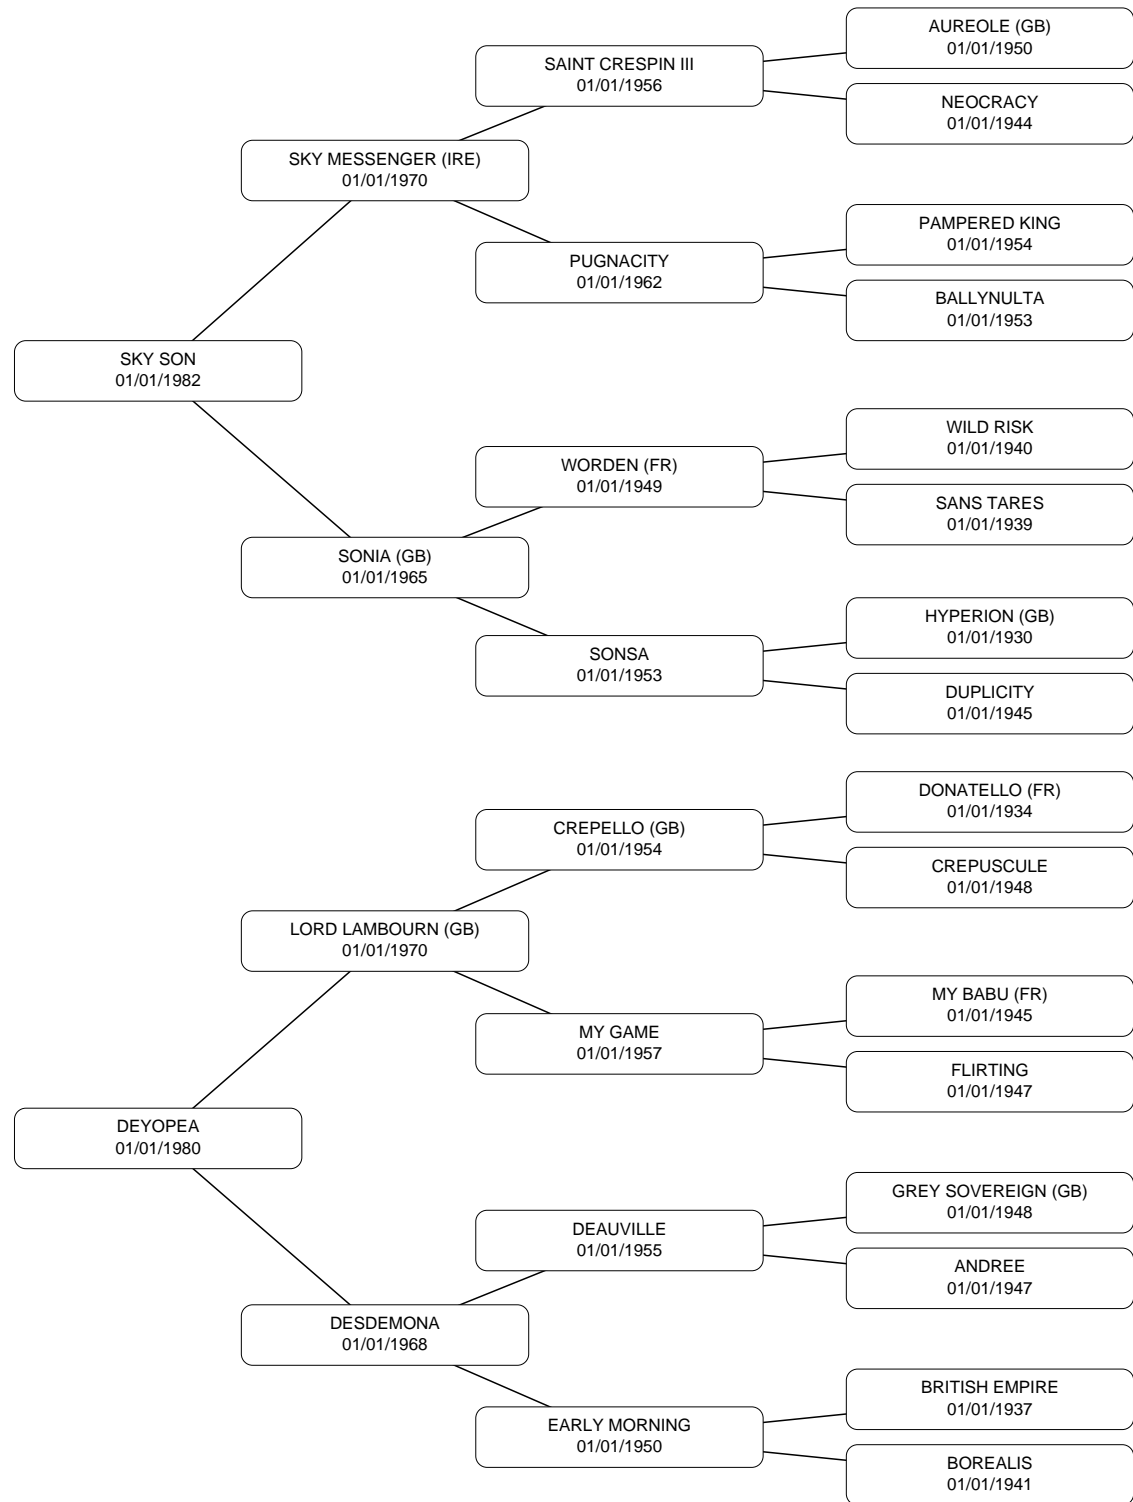 AUREOLE (GB)
01/01/1950
SAINT CRESPIN III
01/01/1956
NEOCRACY
01/01/1944
SKY MESSENGER (IRE)
01/01/1970
PAMPERED KING
01/01/1954
PUGNACITY
01/01/1962
BALLYNULTA
01/01/1953
SKY SON
01/01/1982
WILD RISK
01/01/1940
WORDEN (FR)
01/01/1949
SANS TARES
01/01/1939
SONIA (GB)
01/01/1965
HYPERION (GB)
01/01/1930
SONSA
01/01/1953
DUPLICITY
01/01/1945
DONATELLO (FR)
01/01/1934
CREPELLO (GB)
01/01/1954
CREPUSCULE
01/01/1948
LORD LAMBOURN (GB)
01/01/1970
MY BABU (FR)
01/01/1945
MY GAME
01/01/1957
FLIRTING
01/01/1947
DEYOPEA
01/01/1980
GREY SOVEREIGN (GB)
01/01/1948
DEAUVILLE
01/01/1955
ANDREE
01/01/1947
DESDEMONA
01/01/1968
BRITISH EMPIRE
01/01/1937
EARLY MORNING
01/01/1950
BOREALIS
01/01/1941